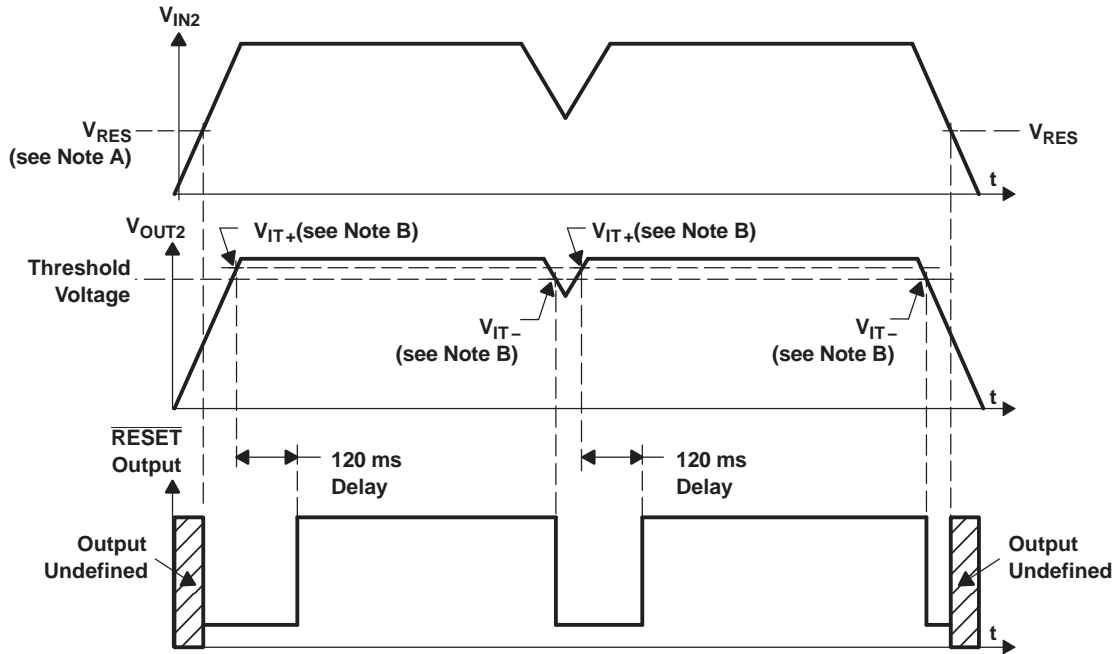 VIN2
VRES
(see Note A)
VRES
t
VOUT2
VIT+(see Note B)
VIT+(see Note B)
Threshold
Voltage
VIT−
(see Note B)
VIT−
(see Note B)
t
RESET
Output
120 ms
Delay
120 ms
Delay
Output
Undefined
Output
Undefined
t